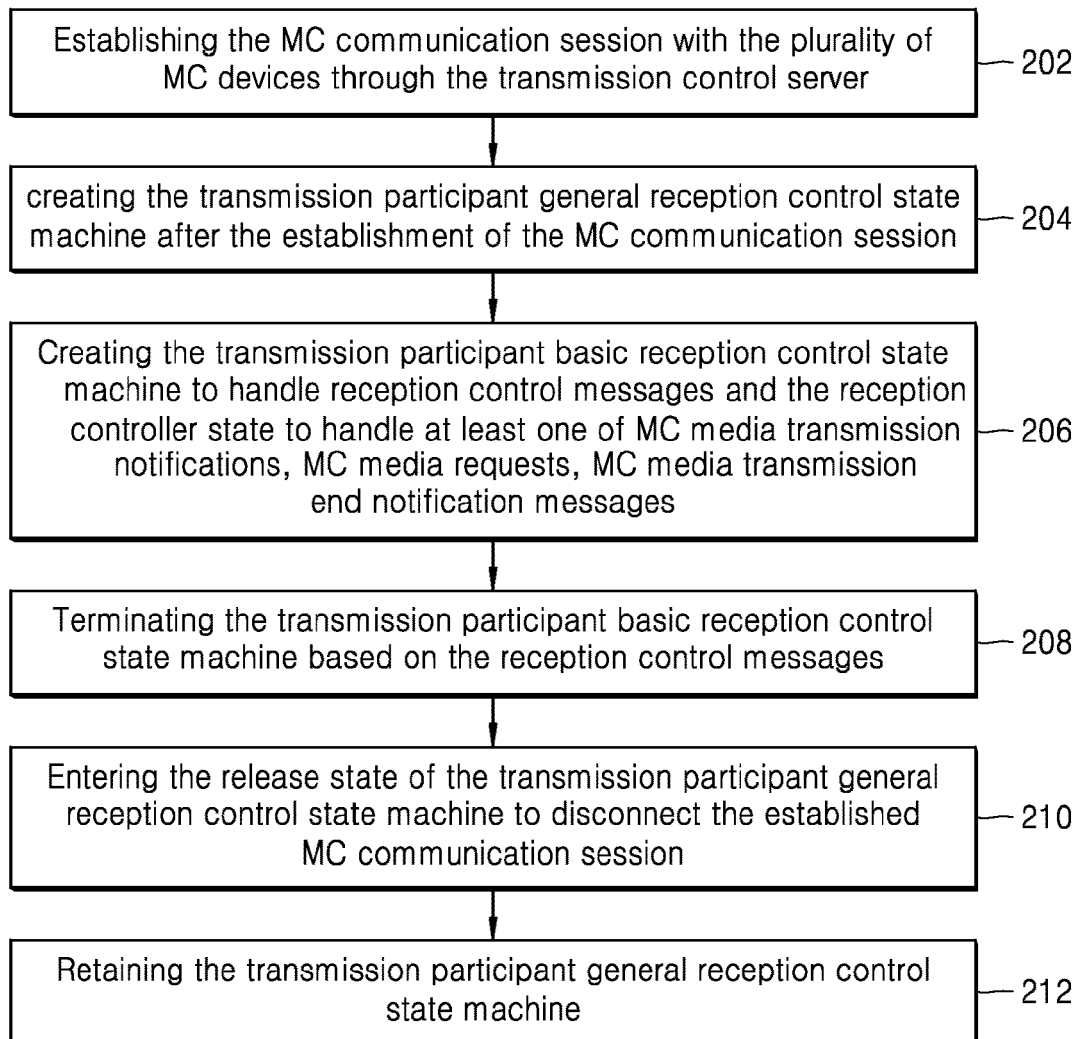 Establishing the MC communication session with the plurality of
MC devices through the transmission control server
202
creating the transmission participant general reception control state
machine after the establishment of the MC communication session
204
Creating the transmission participant basic reception control state
machine to handle reception control messages and the reception
controller state to handle at least one of MC media transmission
notifications, MC media requests, MC media transmission
end notification messages
206
Terminating the transmission participant basic reception control
state machine based on the reception control messages
208
Entering the release state of the transmission participant general
reception control state machine to disconnect the established
MC communication session
210
Retaining the transmission participant general reception control
state machine
212